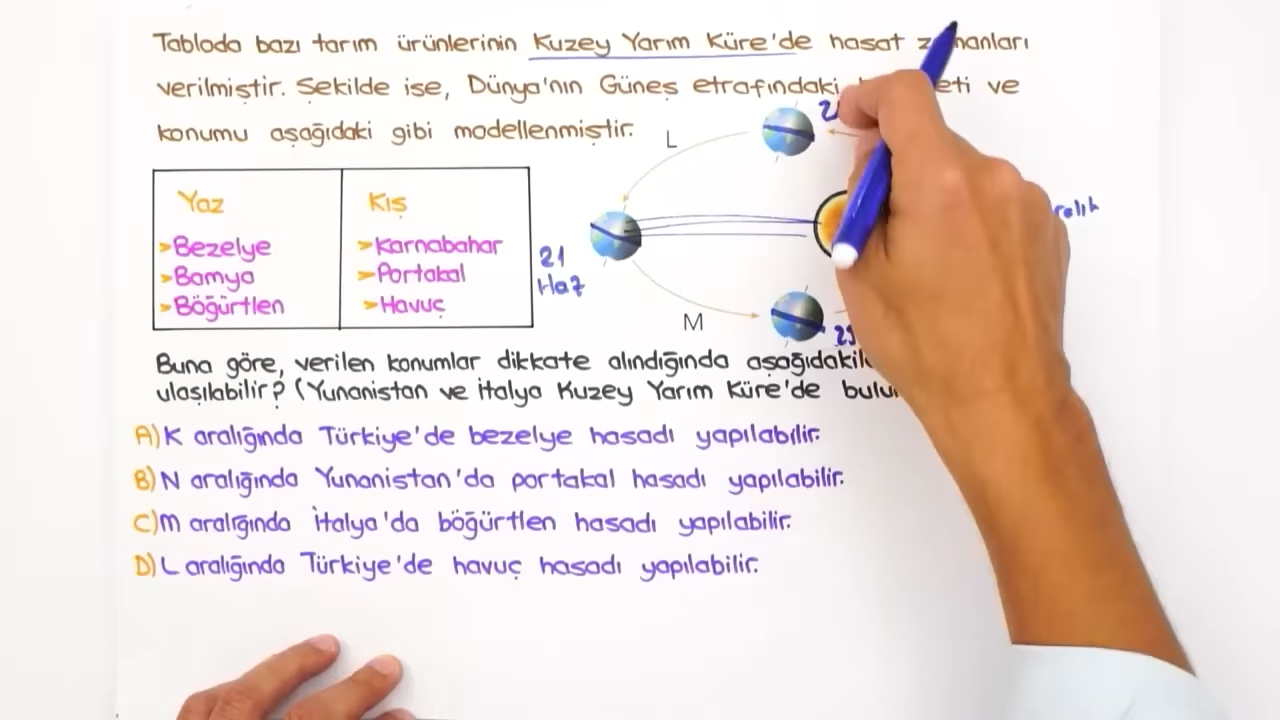 Tabloda bazı tarım ürünlerinin Kuzey Yarım Küre'de hasat
verilmiştir. Şekilde ise, Dünya'nın Güneş etrafındaki ve
konumu aşağıdaki gibi modellenmiştir.
L
Yaz
Kış
➤Bezelye
➤Karnabahar
➤Bamya
➤Portakal
➤Böğürtlen
➤Havuç
21
Haz
M
Buna göre, verilen konumlar dikkate alındığında
ulaşılabilir? (Yunanistan ve İtalya Kuzey Yarım Küre'de
A)K aralığında Türkiye'de bezelye hasadı yapılabilir.
B)N aralığında Yunanistan'da portakal hasadı yapılabilir.
C)M aralığında İtalya'da böğürtlen hasadı yapılabilir.
D)L aralığında Türkiye'de havuç hasadı yapılabilir.